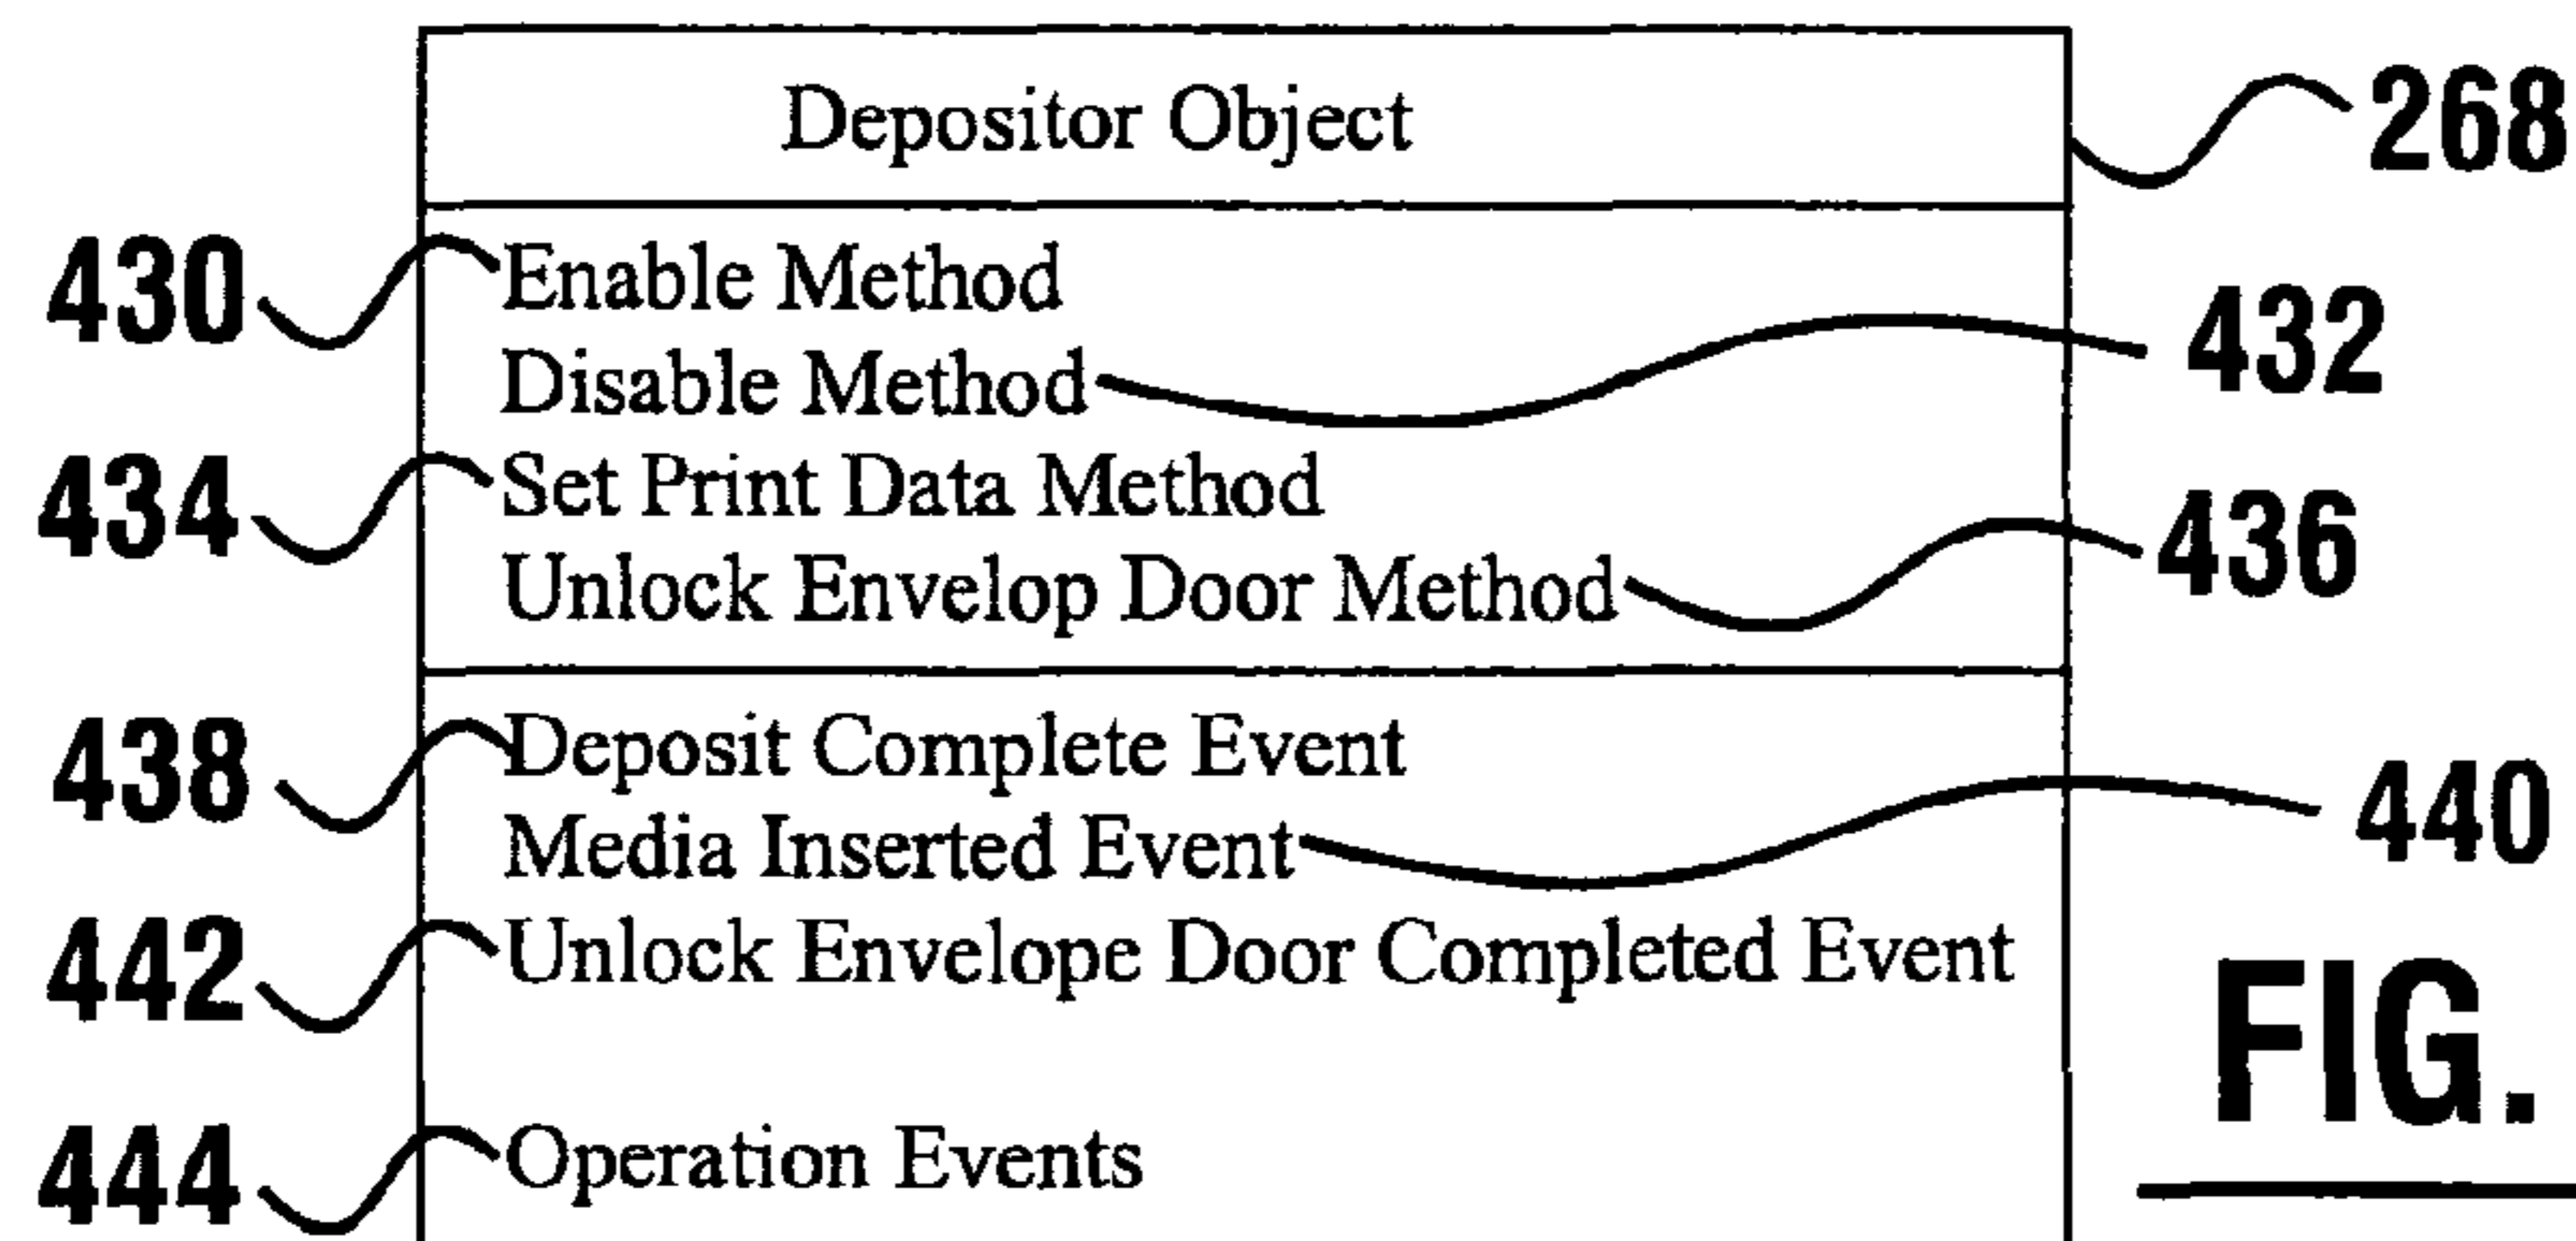 Depositor Object 268
430 Enable Method
Disable Method 432
434 Set Print Data Method
Unlock Envelop Door Method 436
438 Deposit Complete Event
Media Inserted Event 440
442 Unlock Envelope Door Completed Event
FIG.
444 Operation Events